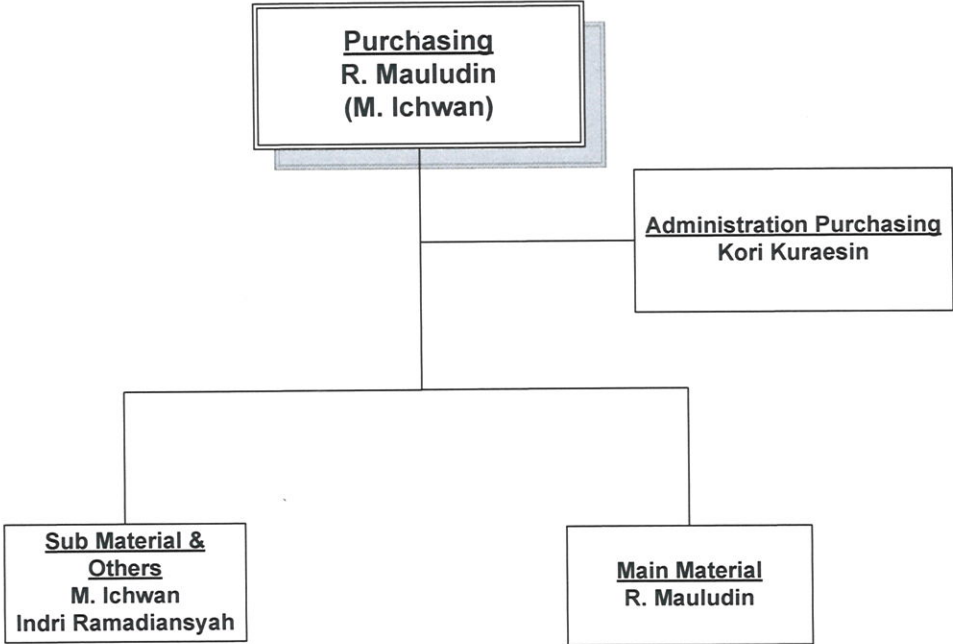 Purchasing
R. Mauludin
(M. Ichwan)
Administration Purchasing
Kori Kuraesin
Sub Material &
Others
M. Ichwan
Indri Ramadiansyah
Main Material
R. Mauludin